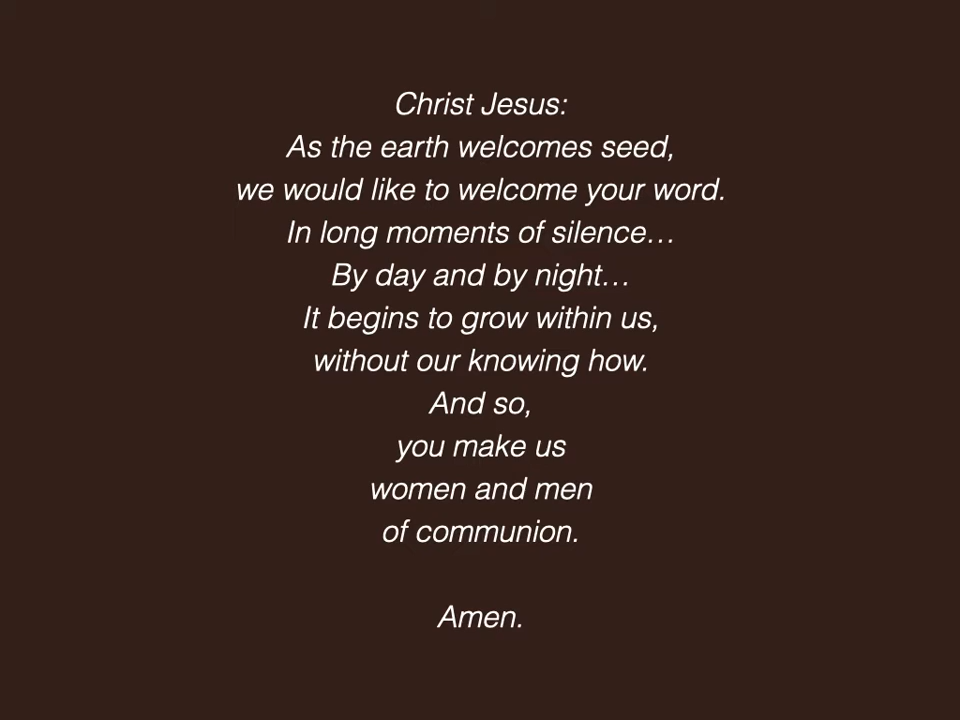 Christ Jesus:
As the earth welcomes seed,
we would like to welcome your word.
In long moments of silence…
By day and by night…
It begins to grow within us,
without our knowing how.
And so,
you make us
women and men
of communion.
Amen.